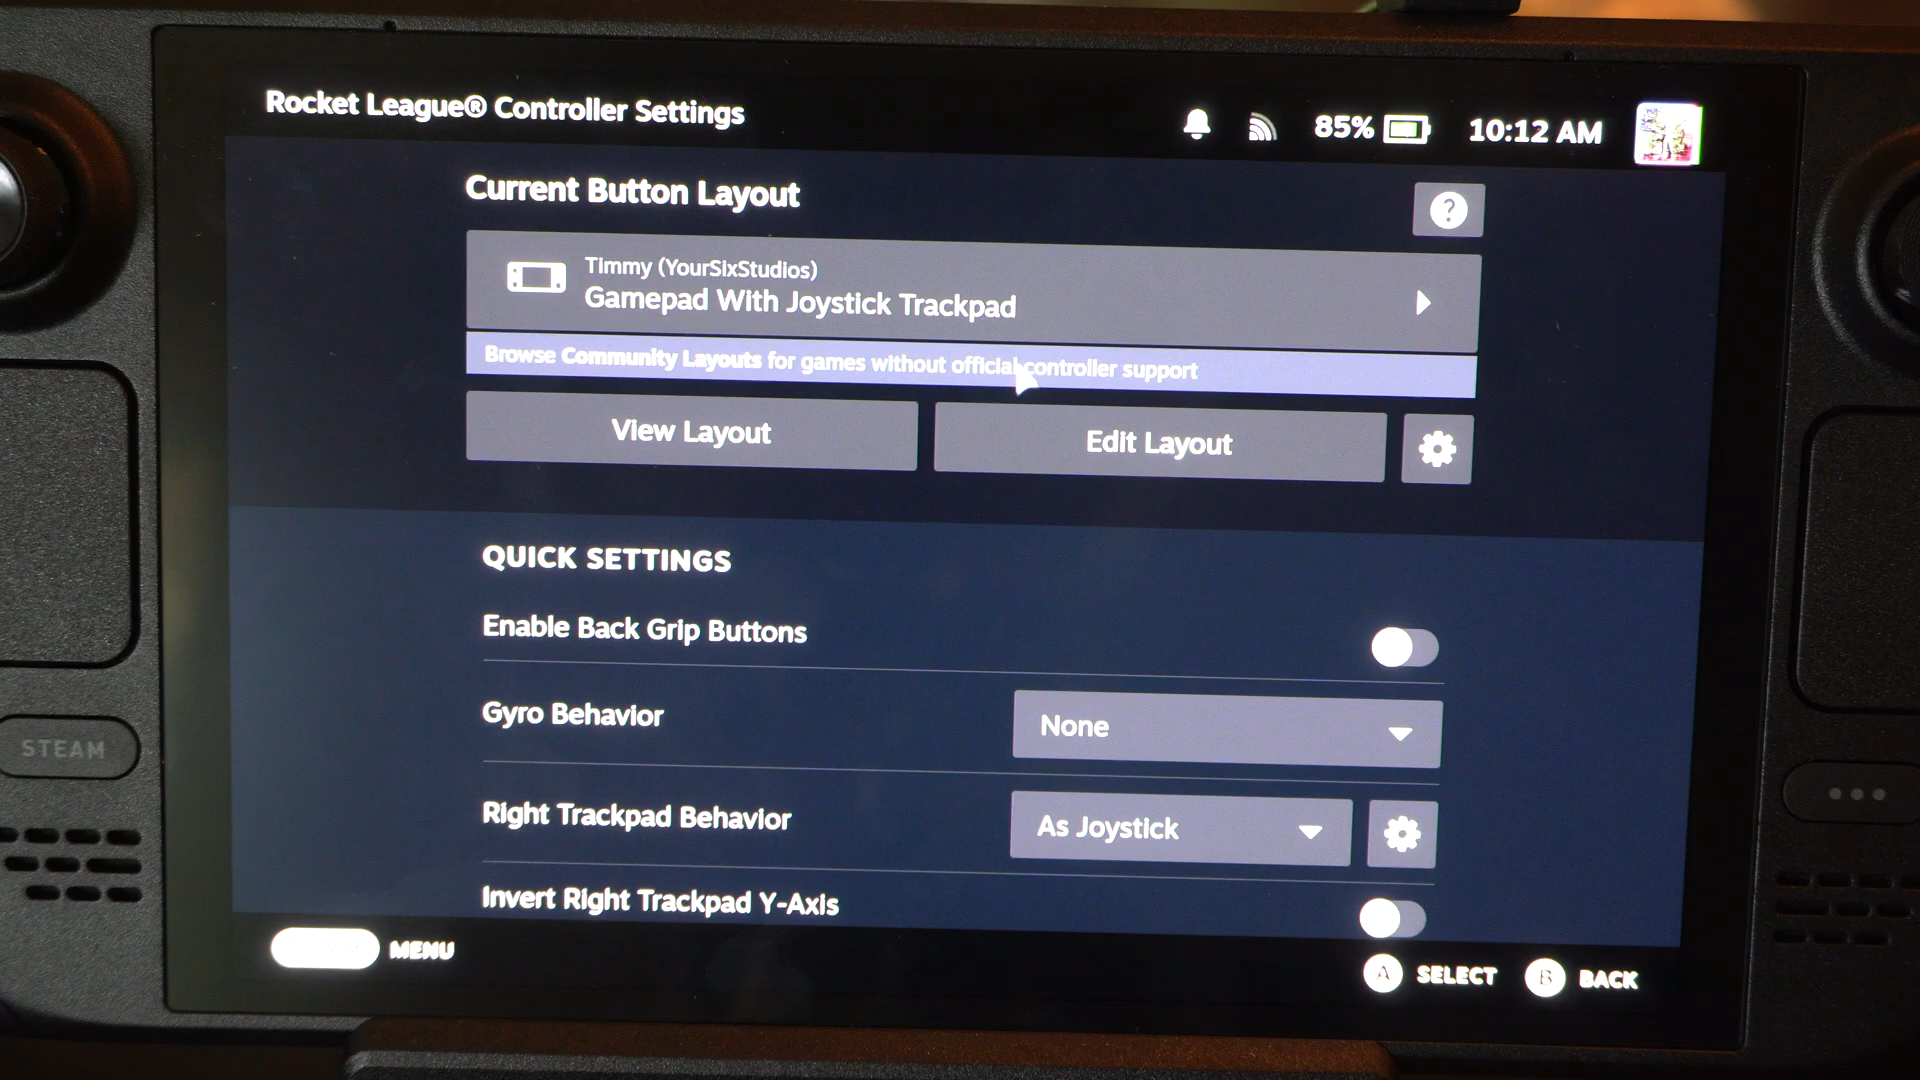 Rocket League® Controller Settings
85%
10:12 AM
Current Button Layout
?
Timmy (YourSixStudios)
Gamepad With Joystick Trackpad
Browse Community Layouts for games without official controller support
View Layout
Edit Layout
QUICK SETTINGS
Enable Back Grip Buttons
Gyro Behavior
None
STEAM
Right Trackpad Behavior
As Joystick
Invert Right Trackpad Y-Axis
MENU
A SELECT
B BACK